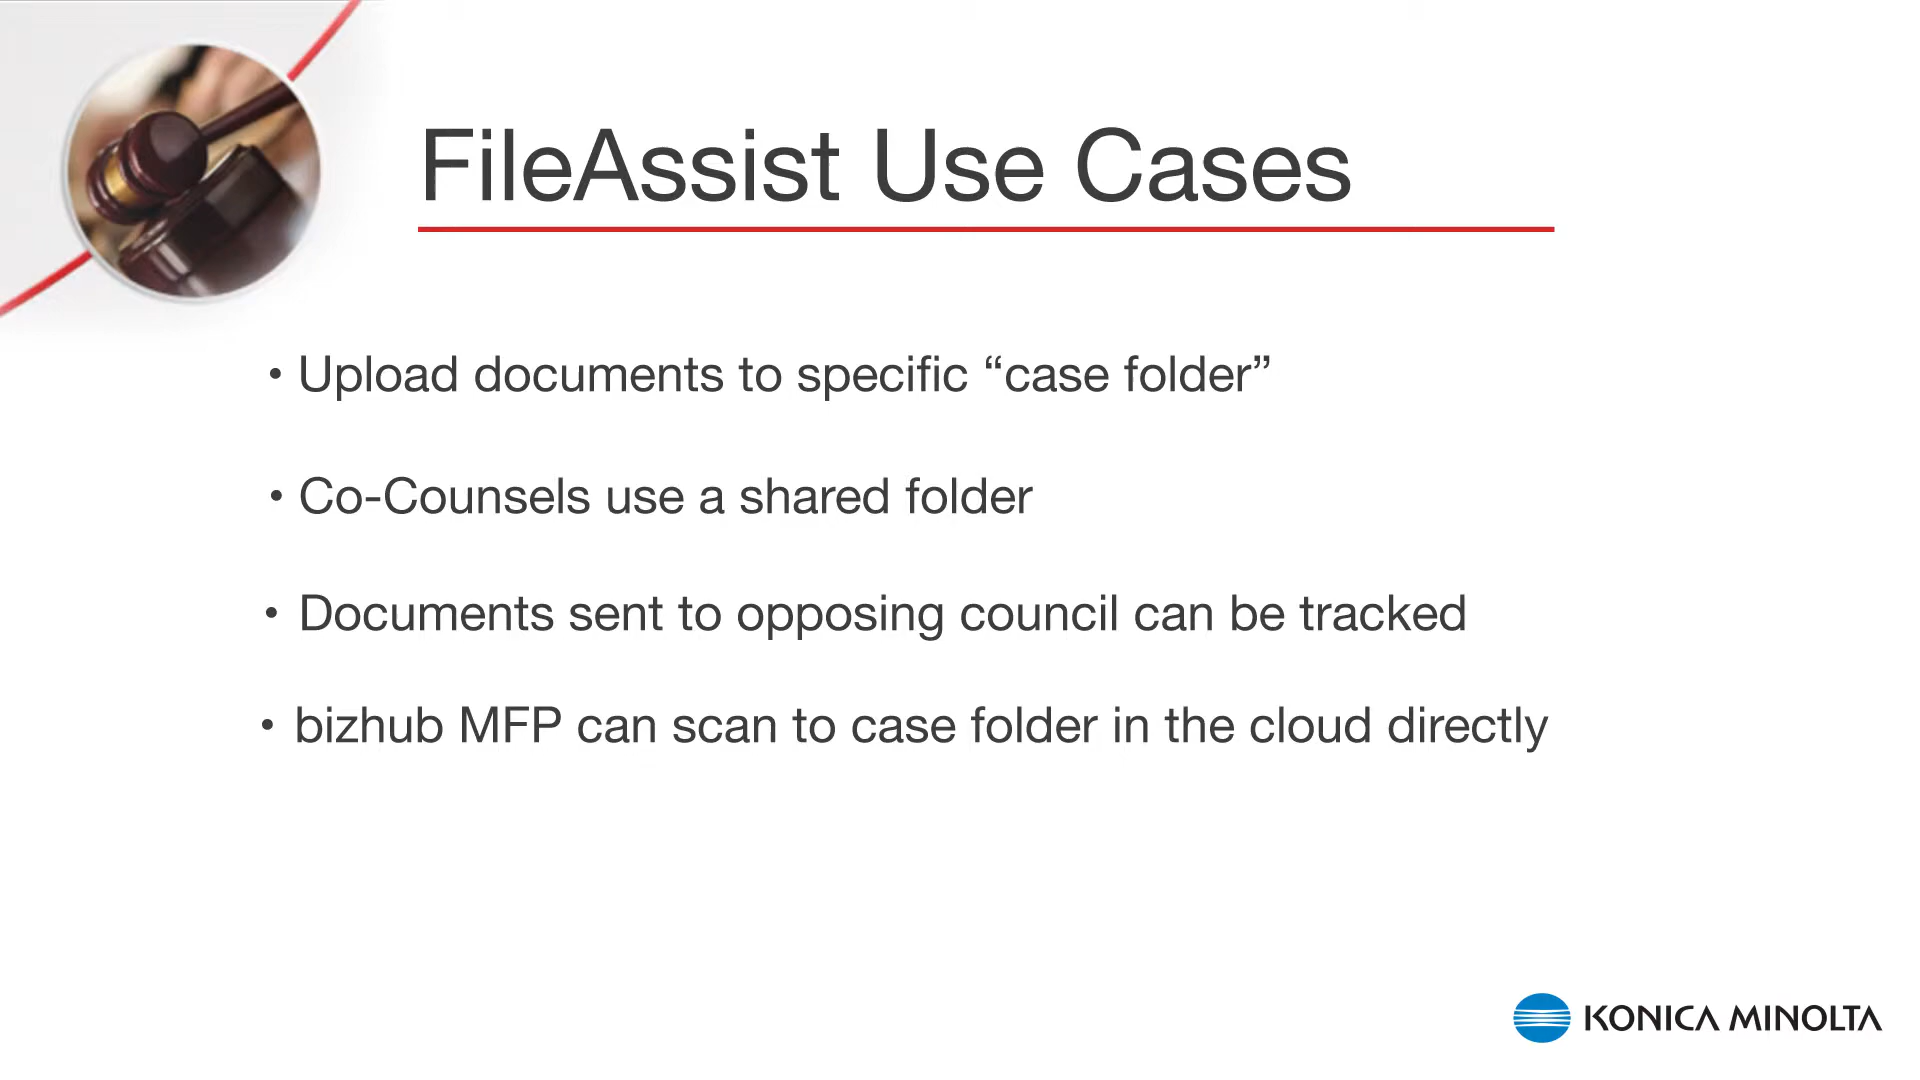 FileAssist Use Cases
• Upload documents to specific “case folder”
• Co-Counsels use a shared folder
• Documents sent to opposing council can be tracked
• bizhub MFP can scan to case folder in the cloud directly
KONICA MINOLTA